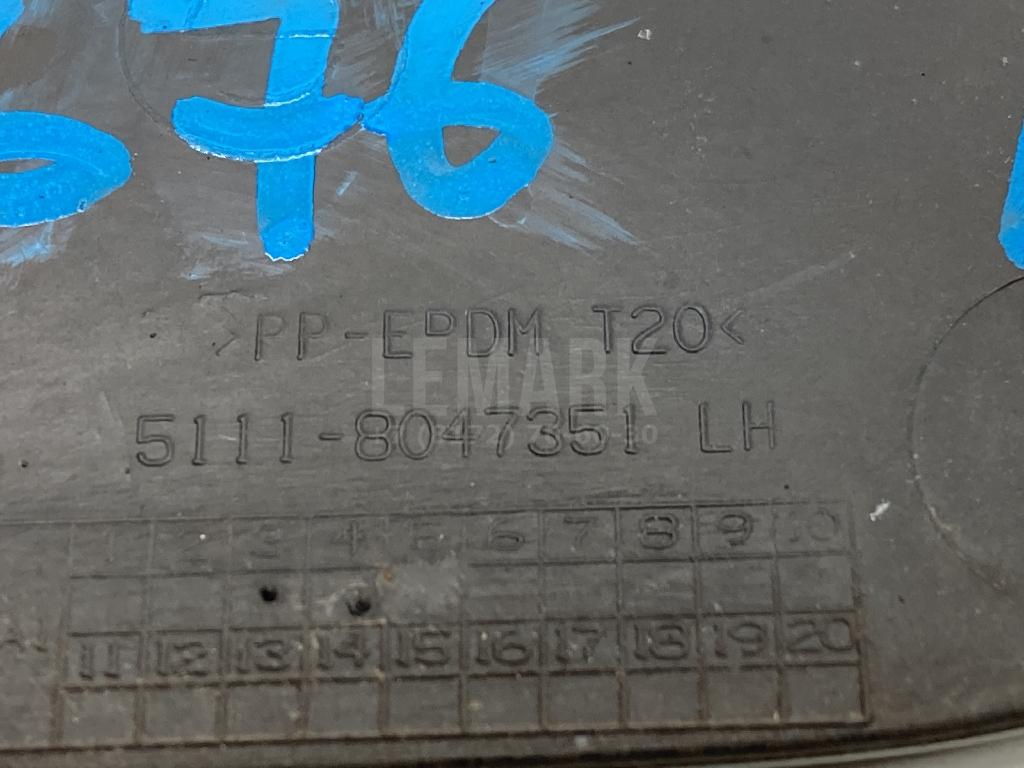 76
>PP-EPDM T20<
LEMARK
5111-8047351 LH
1 2 3 4 5 6 7 8 9 10
11 12 13 14 15 16 17 18 19 20